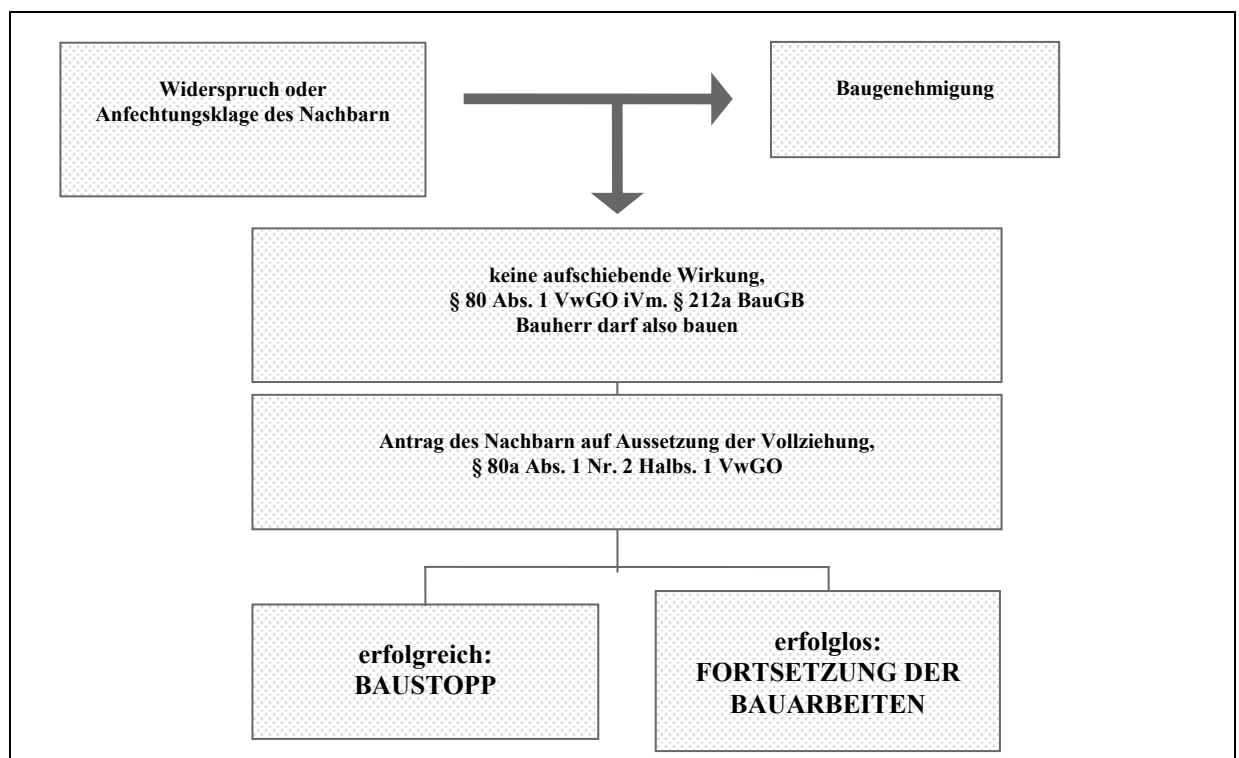 Widerspruch oder
Anfechtungsklage des Nachbarn
Baugenehmigung
keine aufschiebende Wirkung,
§ 80 Abs. 1 VwGO iVm. § 212a BauGB
Bauherr darf also bauen
Antrag des Nachbarn auf Aussetzung der Vollziehung,
§ 80a Abs. 1 Nr. 2 Halbs. 1 VwGO
erfolgreich:
BAUSTOPP
erfolglos:
FORTSETZUNG DER
BAUARBEITEN